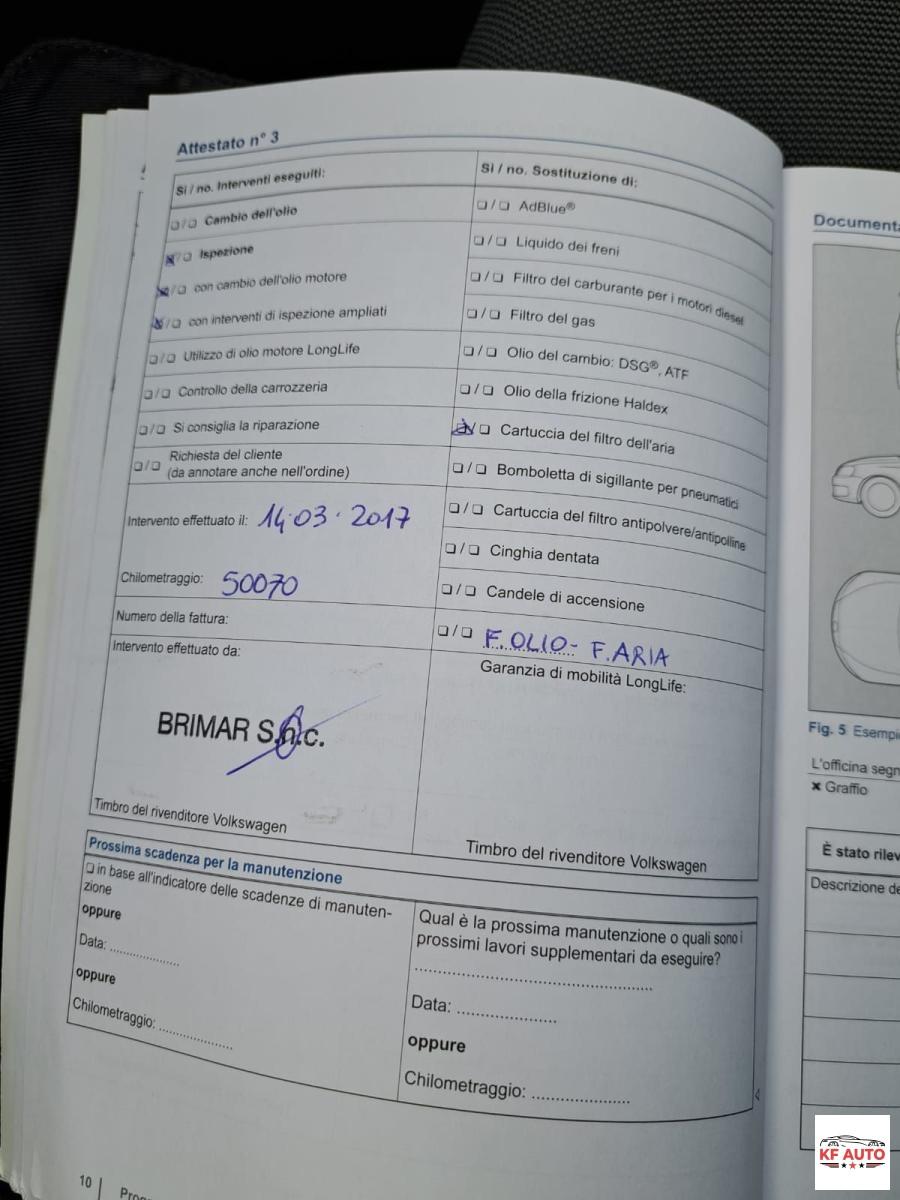 Attestato n° 3
Si / no. Interventi eseguiti:
❏ / ❏ Cambio dell'olio
☒ / ❏ Ispezione
☒ / ❏ con cambio dell'olio motore
☒ / ❏ con interventi di ispezione ampliati
❏ / ❏ Utilizzo di olio motore LongLife
❏ / ❏ Controllo della carrozzeria
❏ / ❏ Si consiglia la riparazione
❏ / ❏ Richiesta del cliente
(da annotare anche nell'ordine)
Intervento effettuato il: 14.03.2017
Chilometraggio: 50070
Numero della fattura:
Intervento effettuato da:
BRIMAR S.n.c.
Timbro del rivenditore Volkswagen
Si / no. Sostituzione di:
❏ / ❏ AdBlue®
❏ / ❏ Liquido dei freni
❏ / ❏ Filtro del carburante per i motori diesel
❏ / ❏ Filtro del gas
❏ / ❏ Olio del cambio: DSG®, ATF
❏ / ❏ Olio della frizione Haldex
☒ / ❏ Cartuccia del filtro dell'aria
❏ / ❏ Bomboletta di sigillante per pneumatici
❏ / ❏ Cartuccia del filtro antipolvere/antipolline
❏ / ❏ Cinghia dentata
❏ / ❏ Candele di accensione
❏ / ❏ F. OLIO - F. ARIA
Garanzia di mobilità LongLife:
Timbro del rivenditore Volkswagen
Prossima scadenza per la manutenzione
❏ in base all'indicatore delle scadenze di manuten-
zione
oppure
Data: ....................
oppure
Chilometraggio: ....................
Qual è la prossima manutenzione o quali sono i
prossimi lavori supplementari da eseguire?
..................................................
Data: ....................
oppure
Chilometraggio: ....................
10
Fig. 5 Esempi
L'officina segn
✖ Graffio
È stato rilev
Descrizione de
KF AUTO